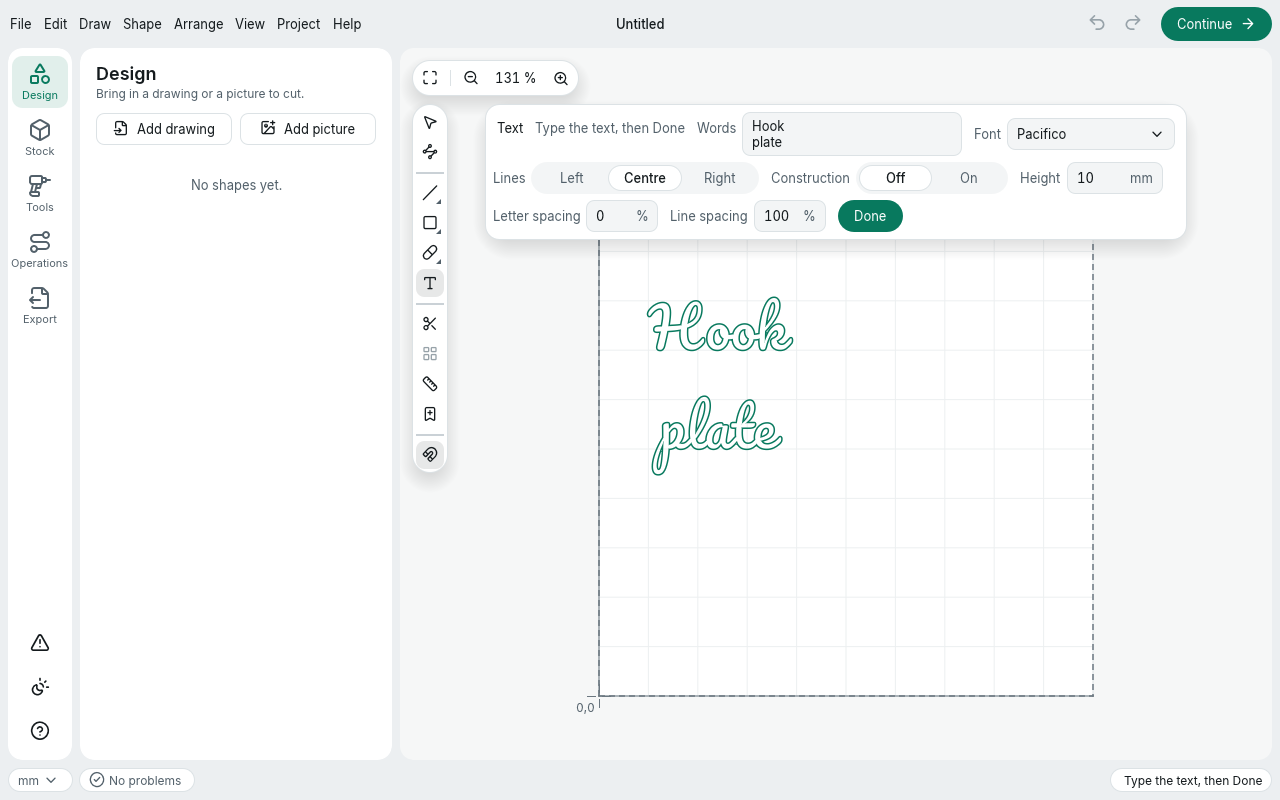 File Edit Draw Shape Arrange View Project Help
Untitled
Continue
Design
Stock
Tools
Operations
Export
Design
Bring in a drawing or a picture to cut.
Add drawing
Add picture
No shapes yet.
131 %
Text Type the text, then Done Words Hook
plate
Font Pacifico
Lines Left Centre Right Construction Off On Height 10 mm
Letter spacing 0 % Line spacing 100 % Done
Hook
plate
0,0
mm
No problems
Type the text, then Done